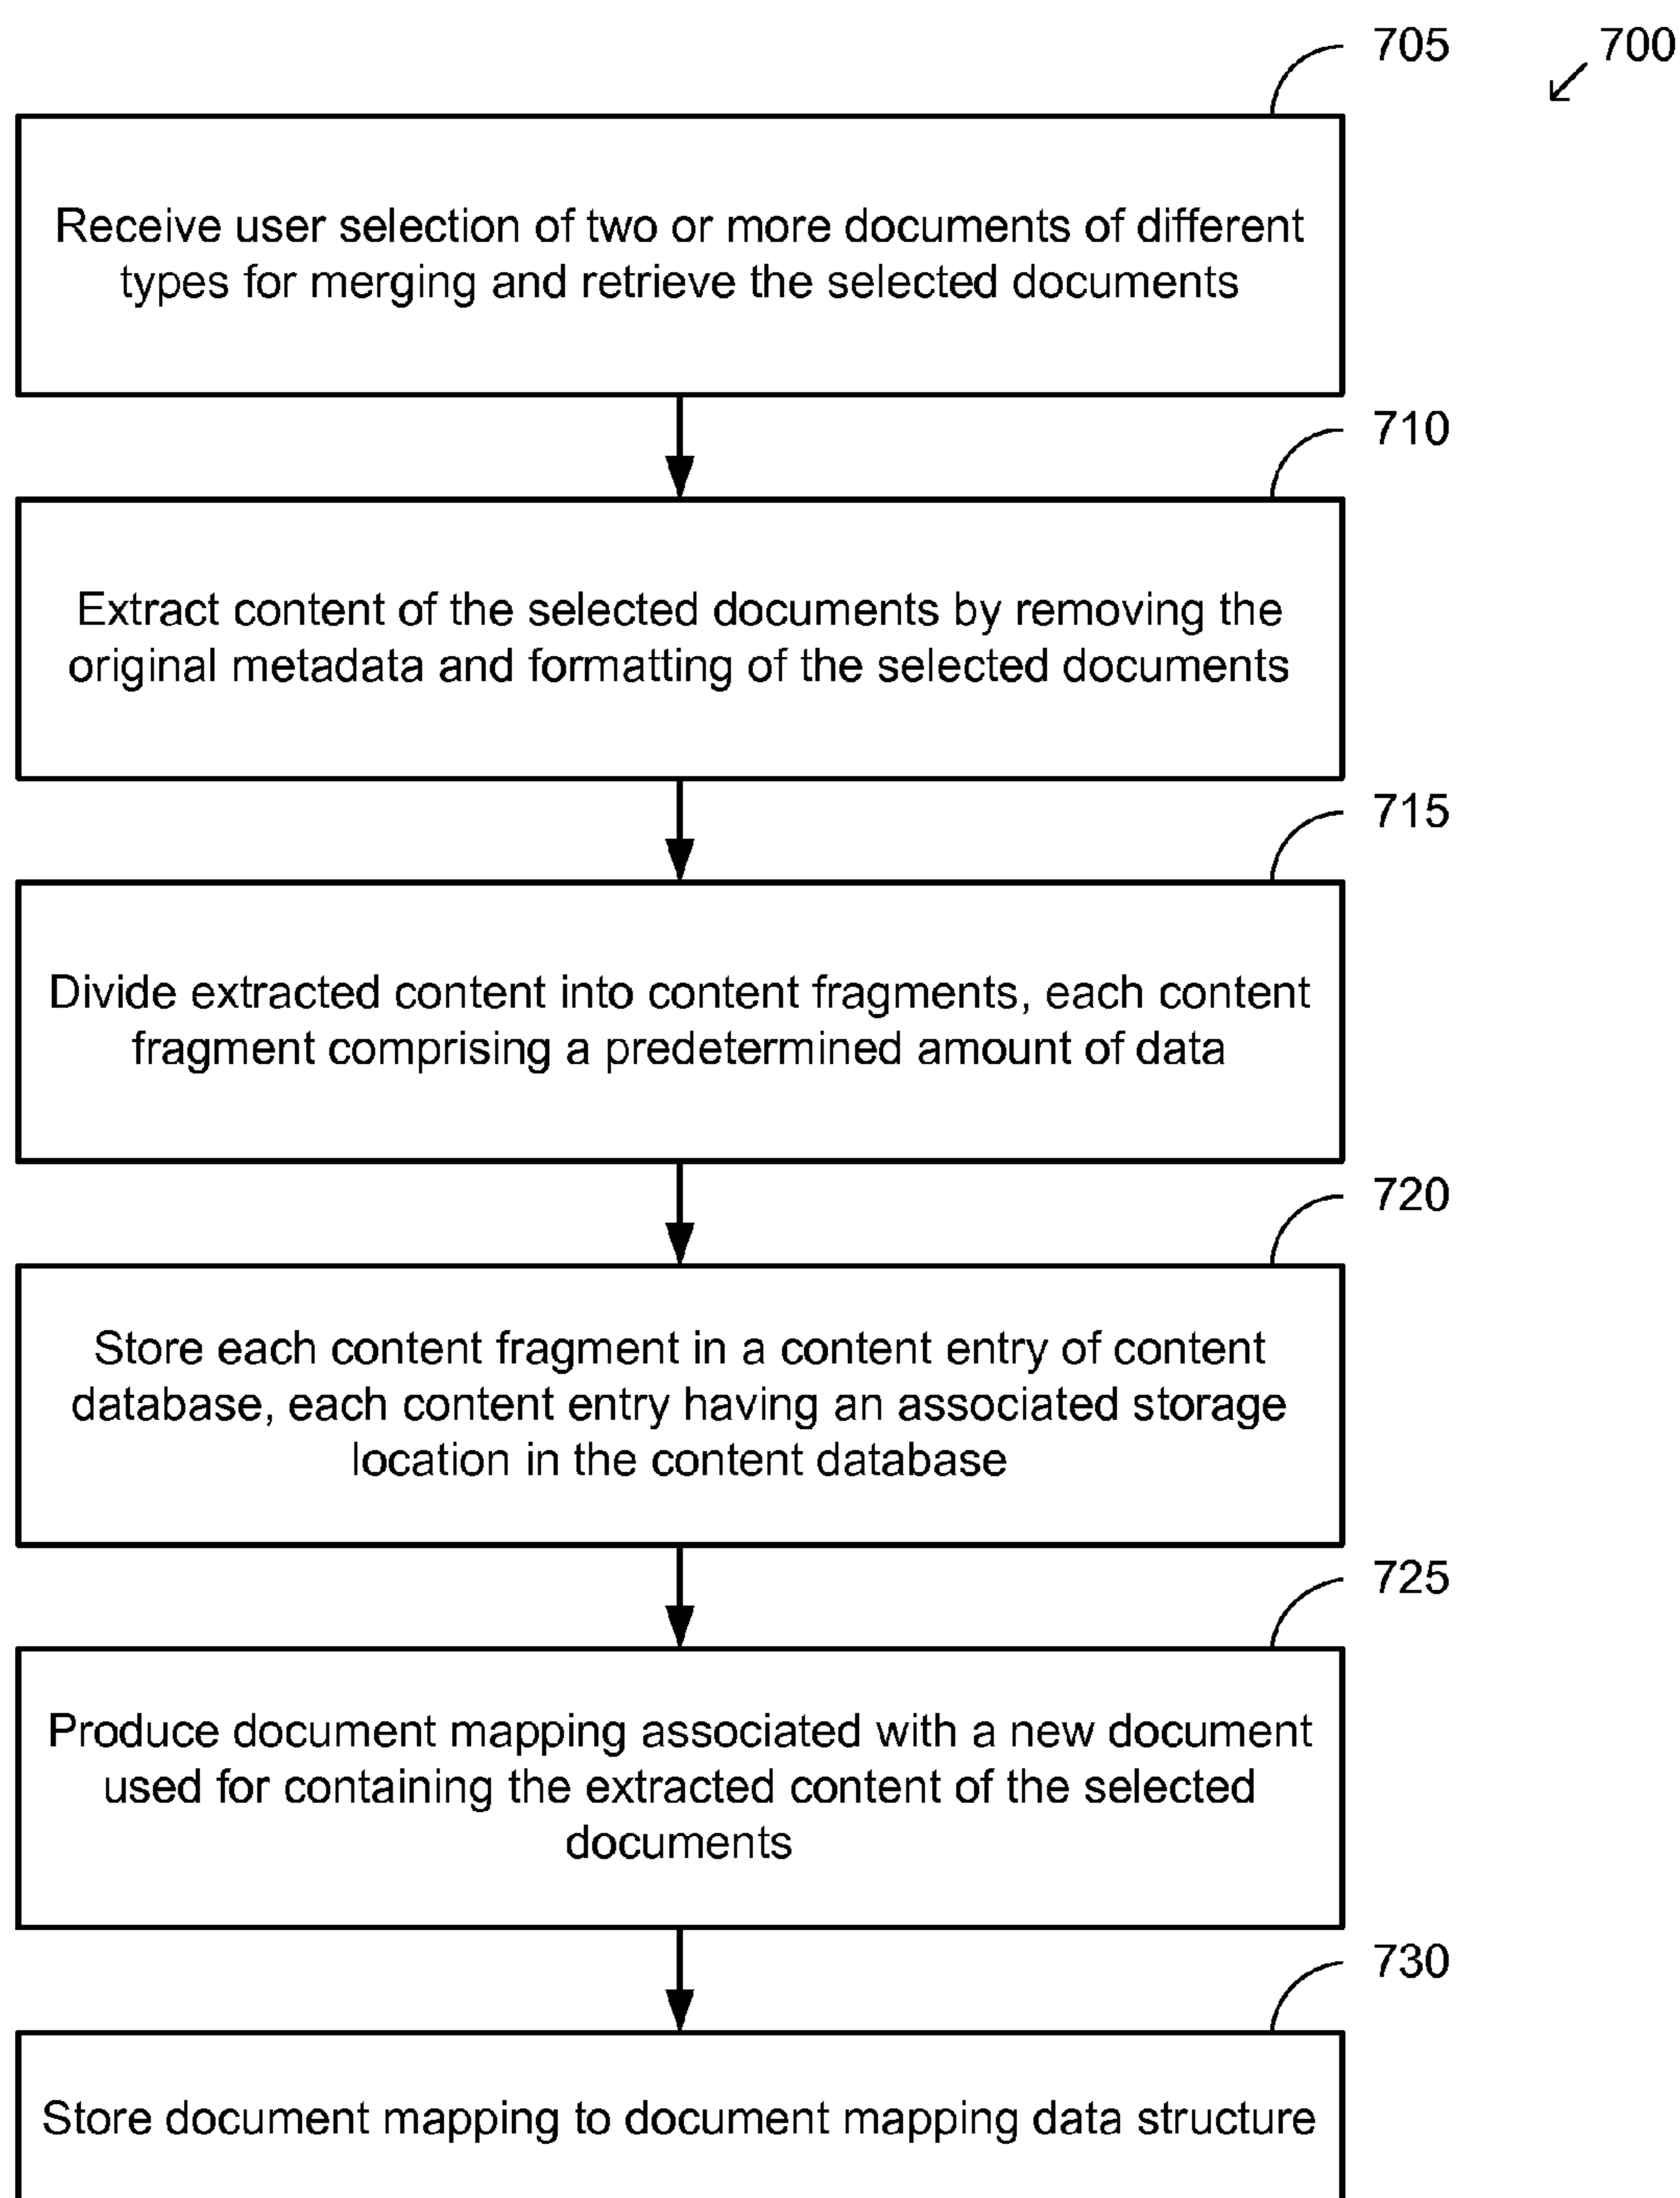 705
700
Receive user selection of two or more documents of different
types for merging and retrieve the selected documents
710
Extract content of the selected documents by removing the
original metadata and formatting of the selected documents
715
Divide extracted content into content fragments, each content
fragment comprising a predetermined amount of data
720
Store each content fragment in a content entry of content
database, each content entry having an associated storage
location in the content database
725
Produce document mapping associated with a new document
used for containing the extracted content of the selected
documents
730
Store document mapping to document mapping data structure